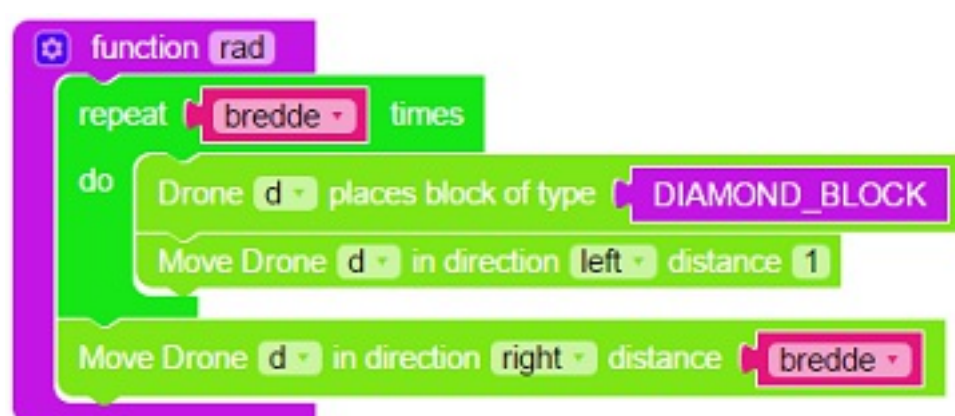 function rad
repeat bredde times
do
Drone d places block of type DIAMOND_BLOCK
Move Drone d in direction left distance 1
Move Drone d in direction right distance bredde